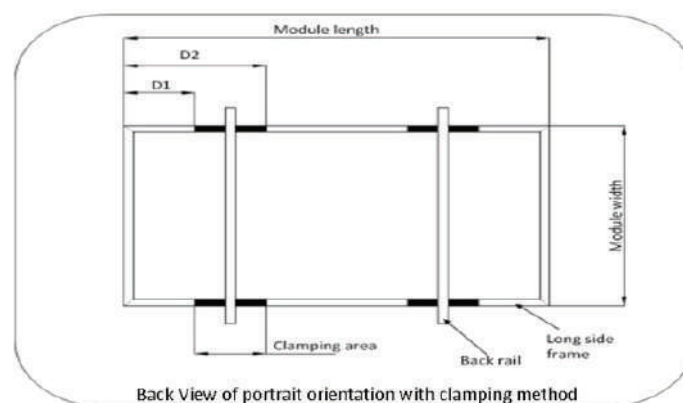 Module length
D2
D1
Module width
Clamping area
Back rail
Long side
frame
Back View of portrait orientation with clamping method